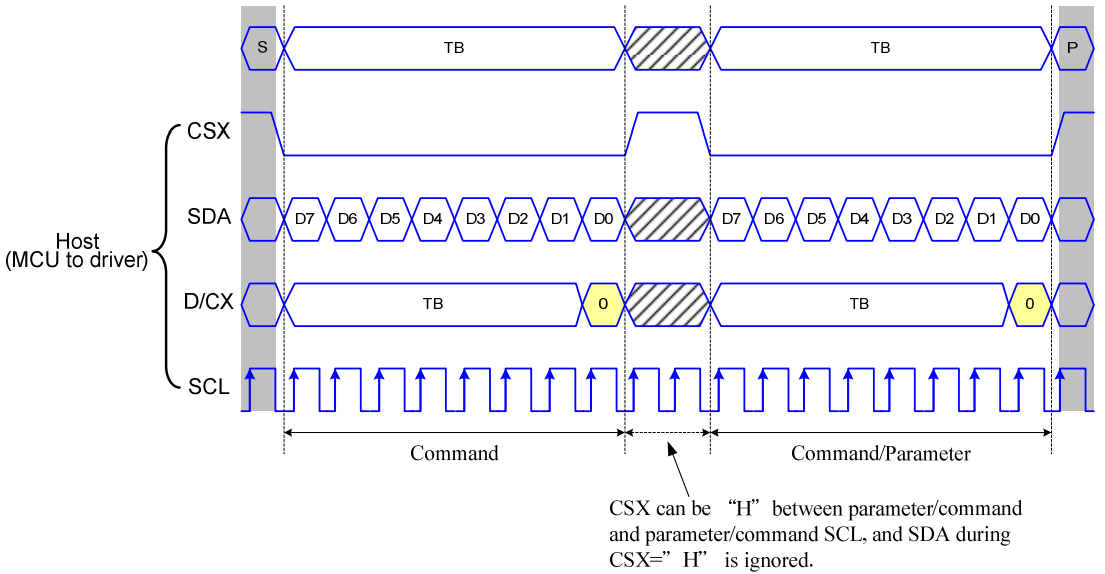 S TB TB P
CSX
SDA D7 D6 D5 D4 D3 D2 D1 D0 D7 D6 D5 D4 D3 D2 D1 D0
Host
(MCU to driver)
D/CX TB 0 TB 0
SCL
Command Command/Parameter
CSX can be “H” between parameter/command
and parameter/command SCL, and SDA during
CSX=”H” is ignored.